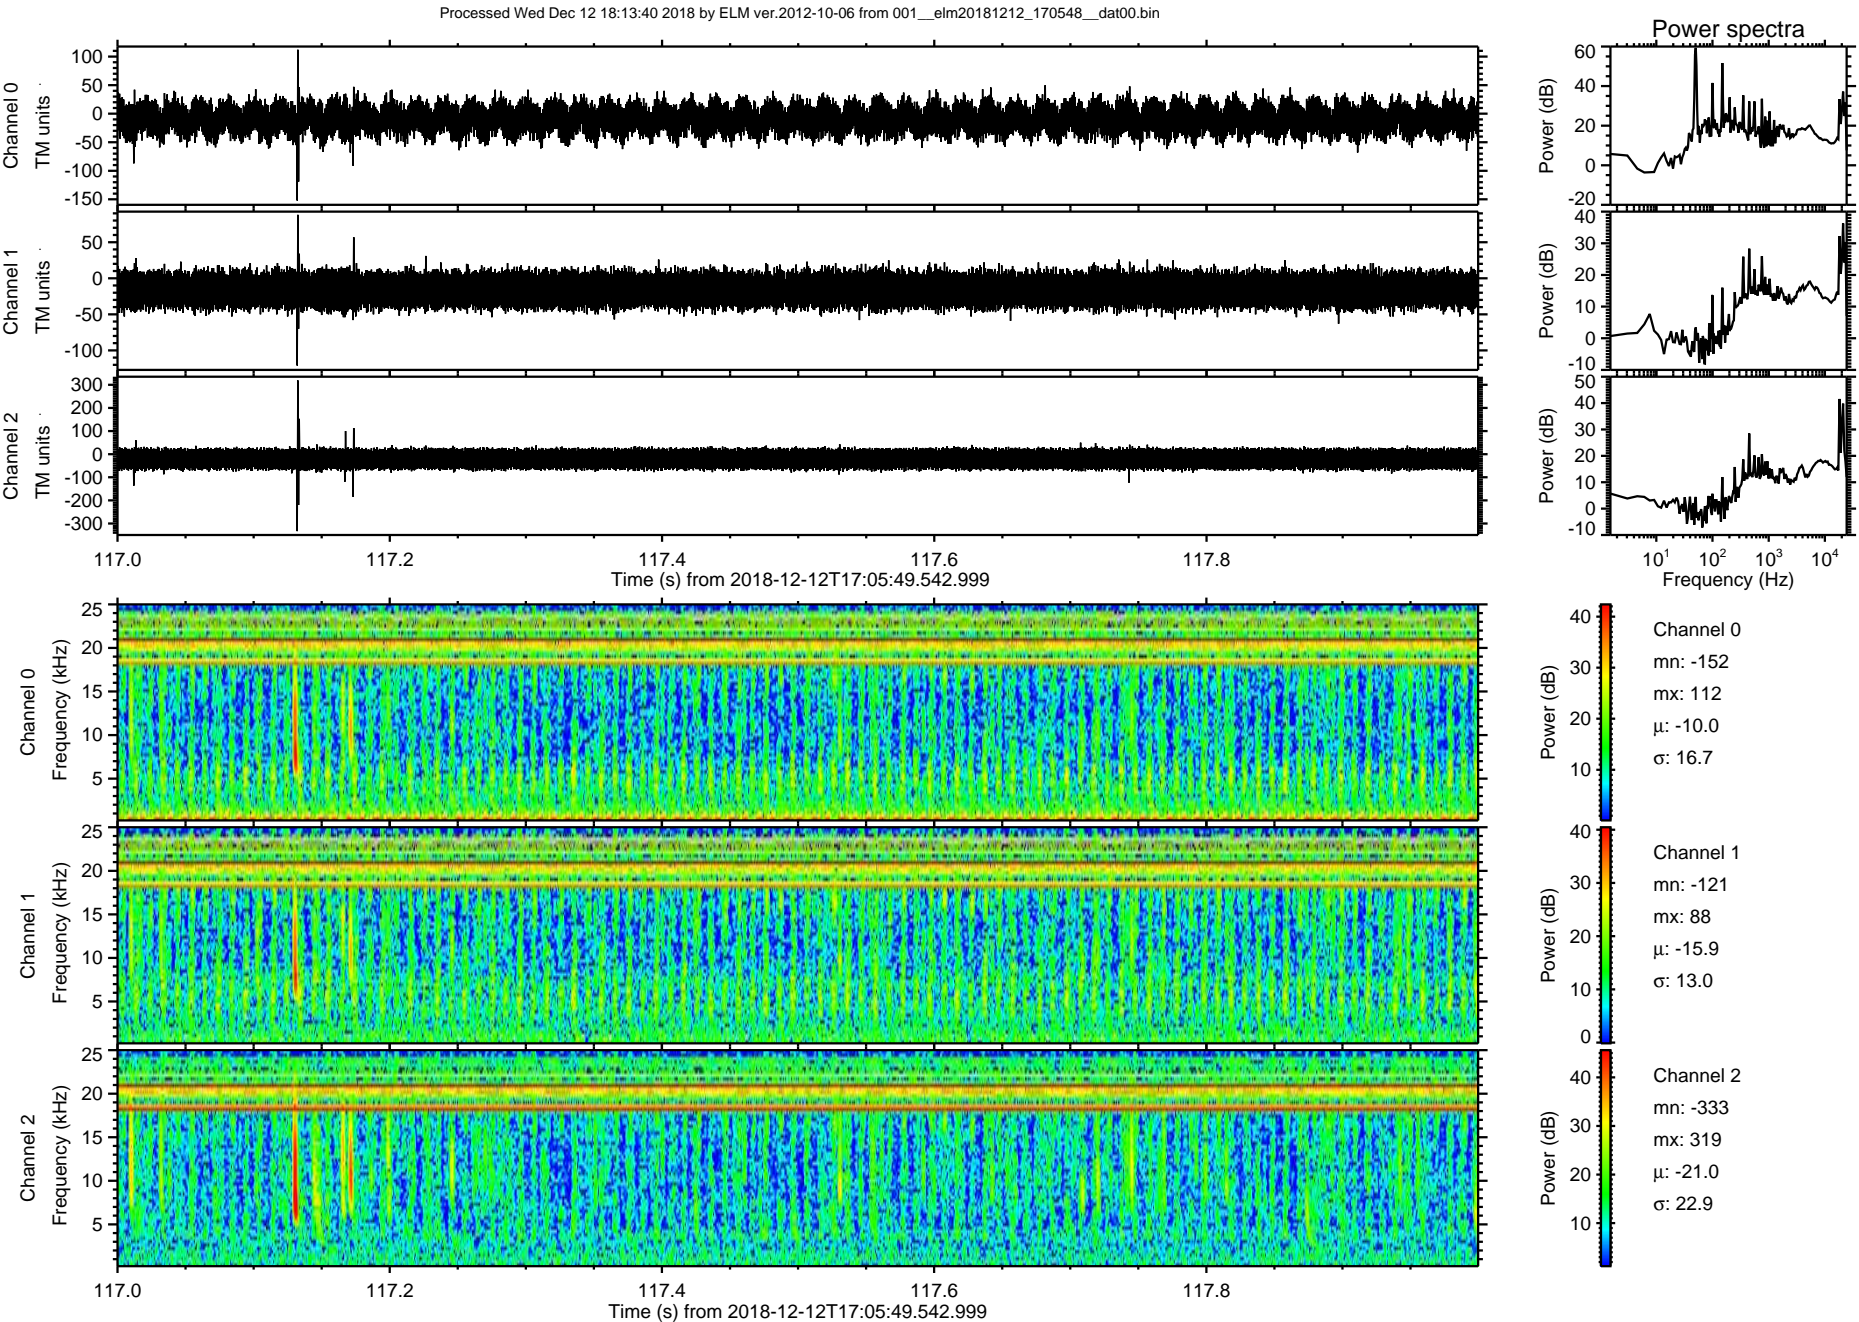 Processed Wed Dec 12 18:13:40 2018 by ELM ver.2012-10-06 from 001__elm20181212_170548__dat00.bin
Power spectra
Channel 0
TM units
100
50
0
-50
-100
-150
Power (dB)
60
40
20
0
-20
Channel 1
TM units
50
0
-50
-100
Power (dB)
40
30
20
10
0
-10
Channel 2
TM units
300
200
100
0
-100
-200
-300
Power (dB)
50
40
30
20
10
0
-10
117.0 117.2 117.4 117.6 117.8
Time (s) from 2018-12-12T17:05:49.542.999
10^1 10^2 10^3 10^4
Frequency (Hz)
Channel 0
Frequency (kHz)
25
20
15
10
5
Power (dB)
40
30
20
10
Channel 0
mn: -152
mx: 112
μ: -10.0
σ: 16.7
Channel 1
Frequency (kHz)
25
20
15
10
5
Power (dB)
40
30
20
10
0
Channel 1
mn: -121
mx: 88
μ: -15.9
σ: 13.0
Channel 2
Frequency (kHz)
25
20
15
10
5
Power (dB)
40
30
20
10
Channel 2
mn: -333
mx: 319
μ: -21.0
σ: 22.9
117.0 117.2 117.4 117.6 117.8
Time (s) from 2018-12-12T17:05:49.542.999